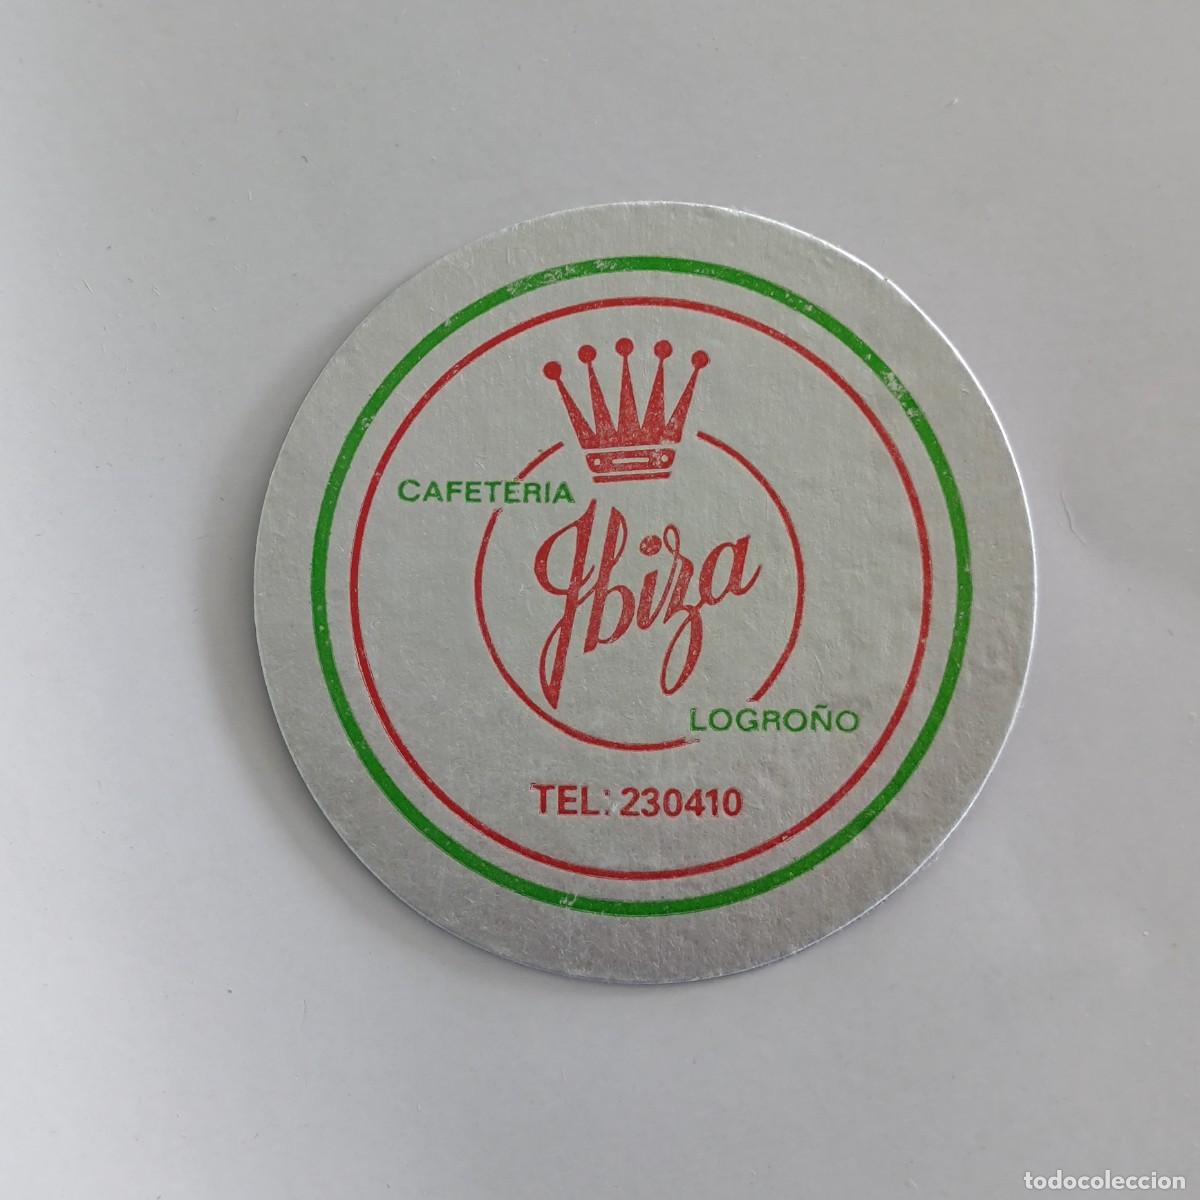 CAFETERIA
Ibiza
LOGROÑO
TEL: 230410
todocoleccion